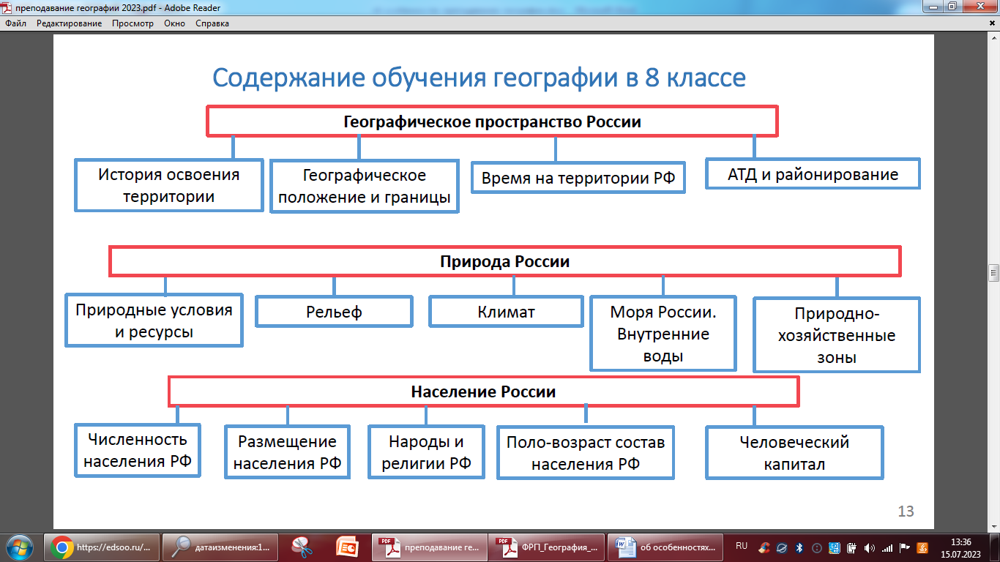 преподавание географии 2023.pdf - Adobe Reader
Файл Редактирование Просмотр Окно Справка
Содержание обучения географии в 8 классе
Географическое пространство России
История освоения
территории
Географическое
положение и границы
Время на территории РФ
АТД и районирование
Природа России
Природные условия
и ресурсы
Рельеф
Климат
Моря России.
Внутренние
воды
Природно-
хозяйственные
зоны
Население России
Численность
населения РФ
Размещение
населения РФ
Народы и
религии РФ
Поло-возраст состав
населения РФ
Человеческий
капитал
13
https://edsoo.ru/...
датаизменения:1...
преподавание ге...
ФРП_География_...
об особенностях...
RU
13:36
15.07.2023